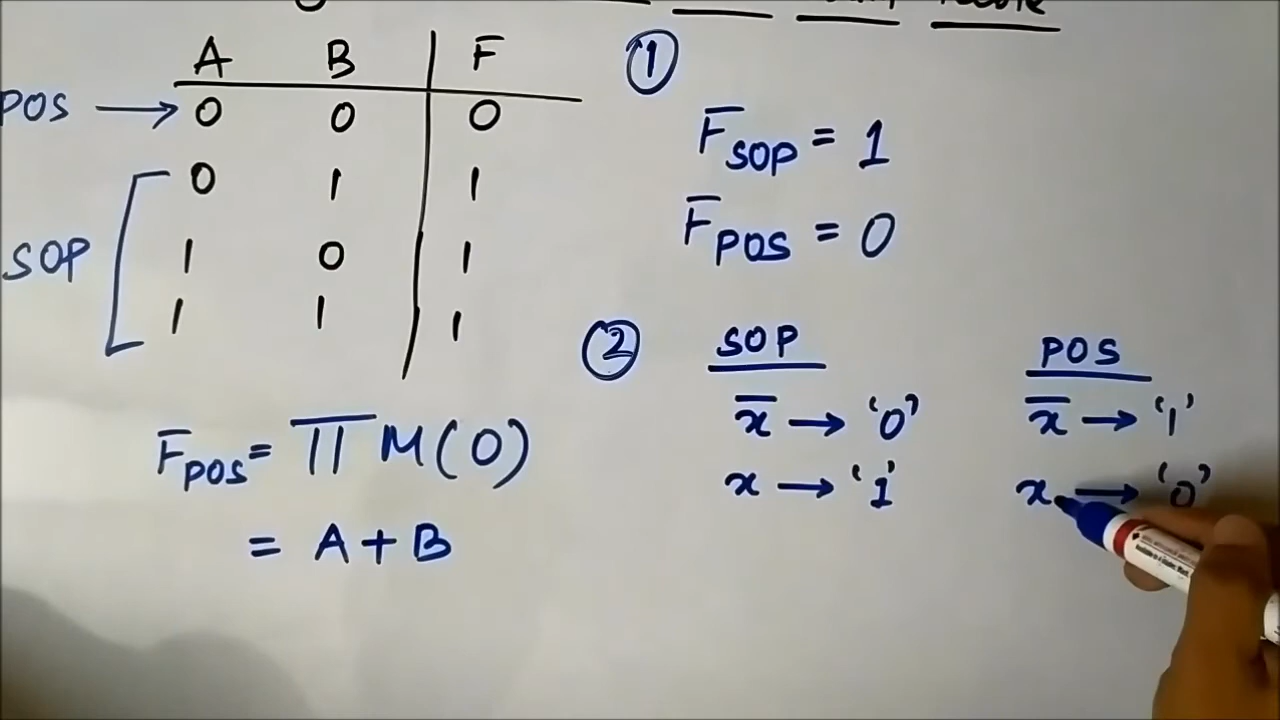 A B F
POS → 0 0 0
0 1 1
SOP 1 0 1
1 1 1
F_POS = Π M(0)
= A + B
①
F_SOP = 1
F_POS = 0
②
SOP
x̅ → '0'
x → '1'
POS
x̅ → '1'
x → '0'